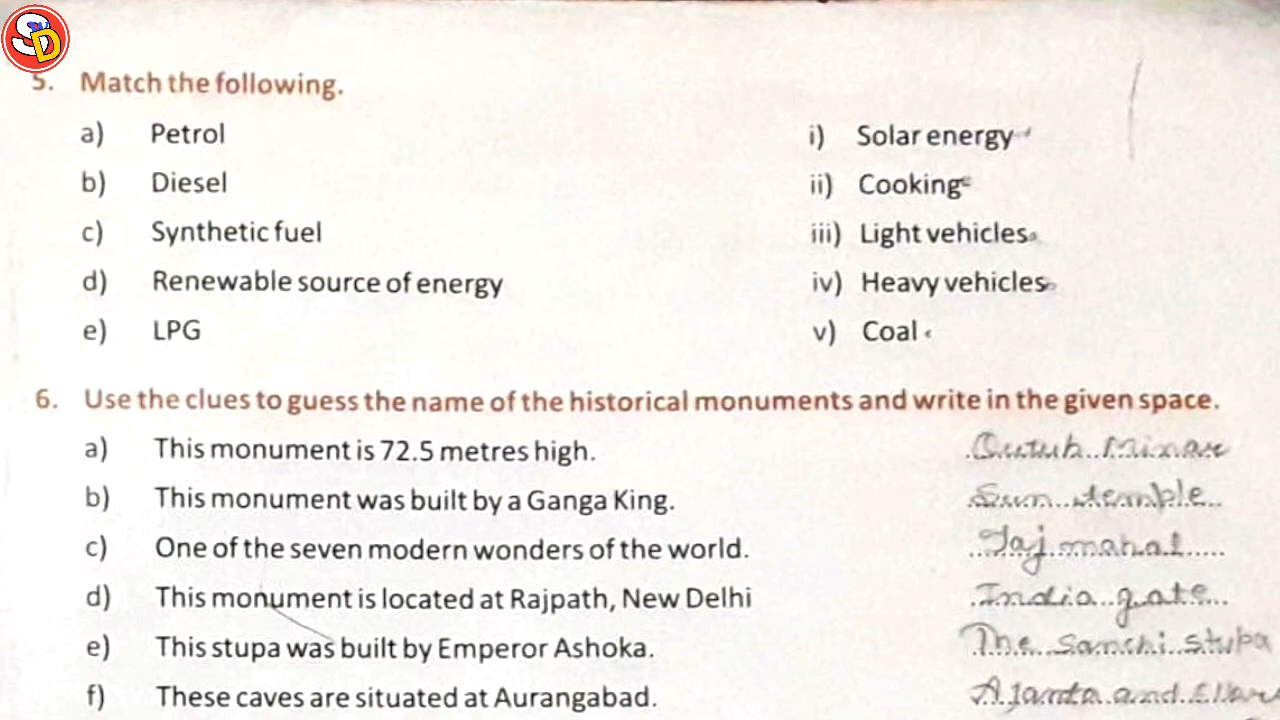 SD
5. Match the following.
a) Petrol i) Solar energy
b) Diesel ii) Cooking
c) Synthetic fuel iii) Light vehicles
d) Renewable source of energy iv) Heavy vehicles
e) LPG v) Coal
6. Use the clues to guess the name of the historical monuments and write in the given space.
a) This monument is 72.5 metres high. Qutub Minar
b) This monument was built by a Ganga King. Sun temple
c) One of the seven modern wonders of the world. Taj mahal
d) This monument is located at Rajpath, New Delhi India gate
e) This stupa was built by Emperor Ashoka. The Sanchi stupa
f) These caves are situated at Aurangabad. Ajanta and